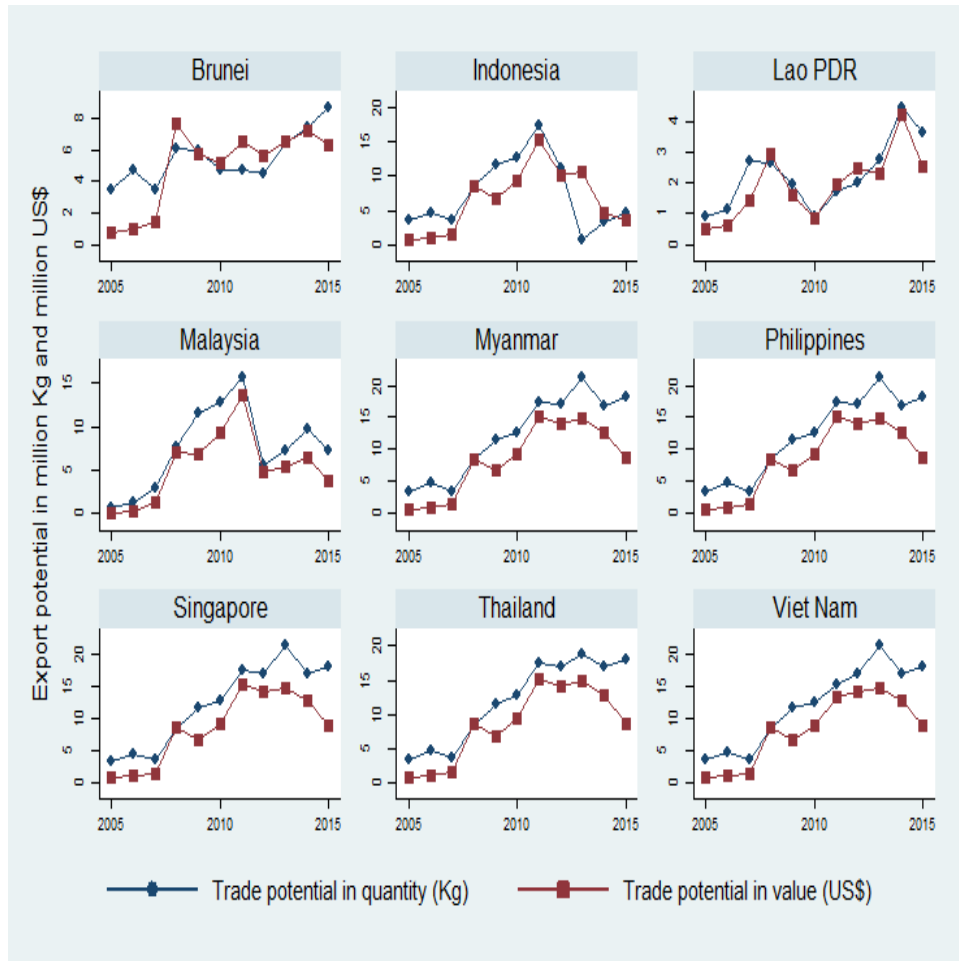 Export potential in million Kg and million US$
Brunei
8
6
4
2
0
2005 2010 2015
Indonesia
20
15
10
5
0
2005 2010 2015
Lao PDR
4
3
2
1
0
2005 2010 2015
Malaysia
15
10
5
0
2005 2010 2015
Myanmar
20
15
10
5
0
2005 2010 2015
Philippines
20
15
10
5
0
2005 2010 2015
Singapore
20
15
10
5
0
2005 2010 2015
Thailand
20
15
10
5
0
2005 2010 2015
Viet Nam
20
15
10
5
0
2005 2010 2015
Trade potential in quantity (Kg) Trade potential in value (US$)